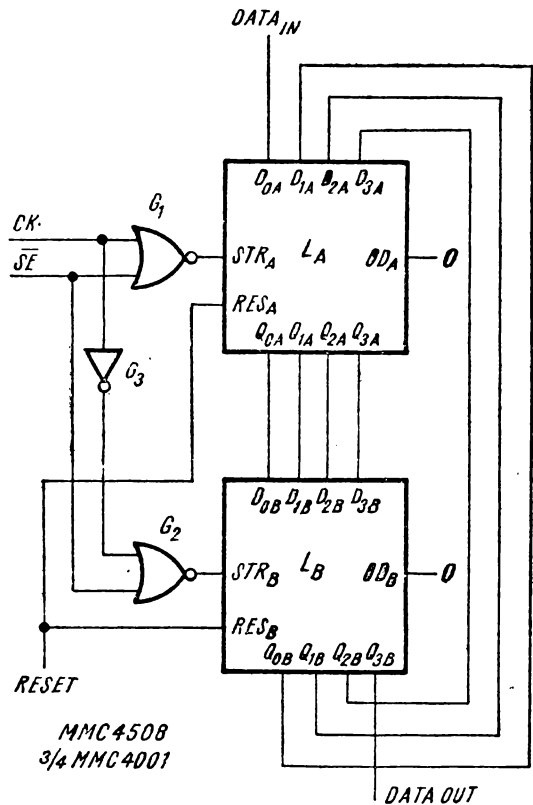 DATA IN
D0A D1A D2A D3A
G1
CK
SE
STRA LA ODA 0
RESA
Q0A Q1A Q2A Q3A
G3
D0B D1B D2B D3B
G2
STRB LB ODB 0
RESB
Q0B Q1B Q2B Q3B
RESET
MMC4508
3/4 MMC4001
DATA OUT